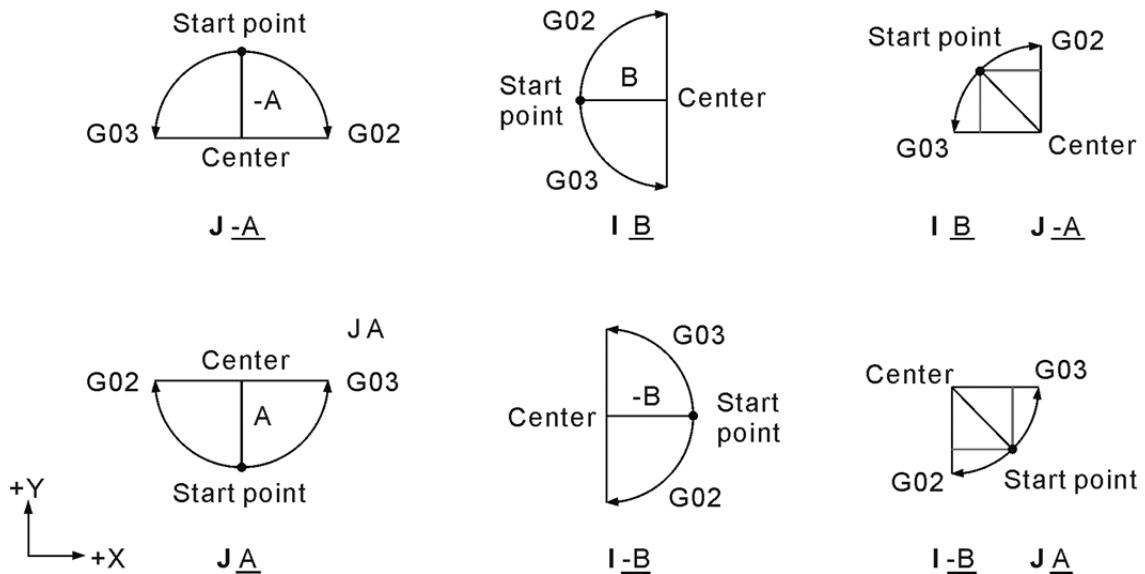 Start point
-A
G03
G02
Center
J -A
G02
B
Start
point
Center
G03
I B
Start point
G02
G03
Center
I B J -A
J A
Center
G02
G03
A
Start point
+Y
+X
J A
G03
-B
Center
Start
point
G02
I -B
Center
G03
G02
Start point
I -B J A